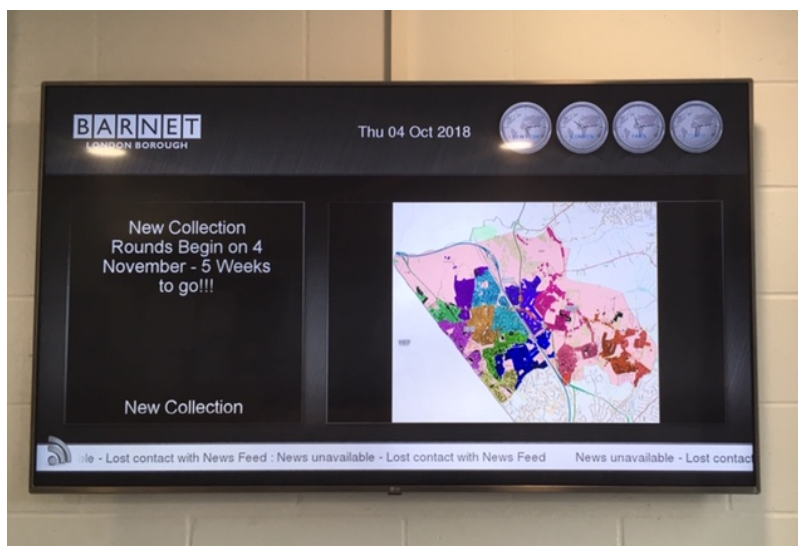 BARNET
LONDON BOROUGH
Thu 04 Oct 2018
New Collection
Rounds Begin on 4
November - 5 Weeks
to go!!!
New Collection
le - Lost contact with News Feed : News unavailable - Lost contact with News Feed News unavailable - Lost contact